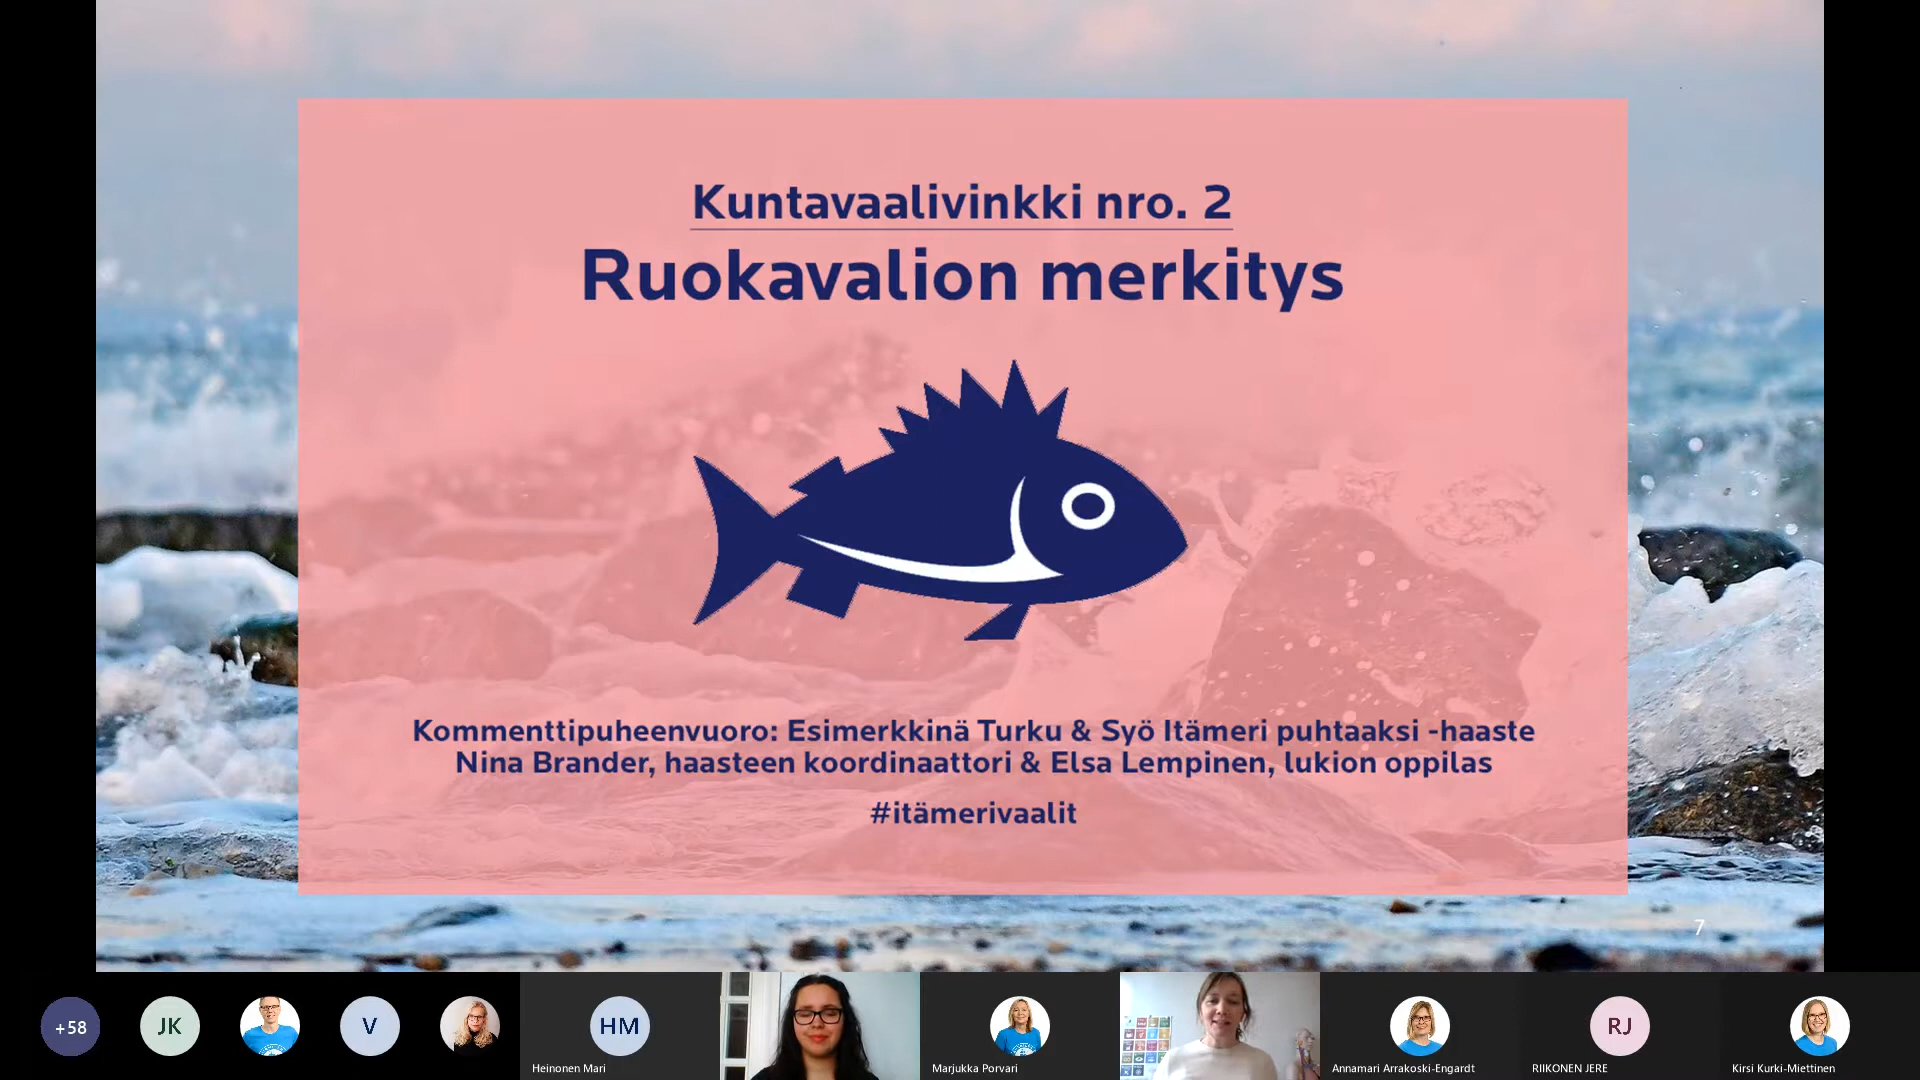 Kuntavaalivinkki nro. 2
Ruokavalion merkitys
Kommenttipuheenvuoro: Esimerkkinä Turku & Syö Itämeri puhtaaksi -haaste
Nina Brander, haasteen koordinaattori & Elsa Lempinen, lukion oppilas
#itämerivaalit
7
+58
JK
V
HM
RJ
Heinonen Mari
Marjukka Porvari
Annamari Arrakoski-Engardt
RIIKONEN JERE
Kirsi Kurki-Miettinen